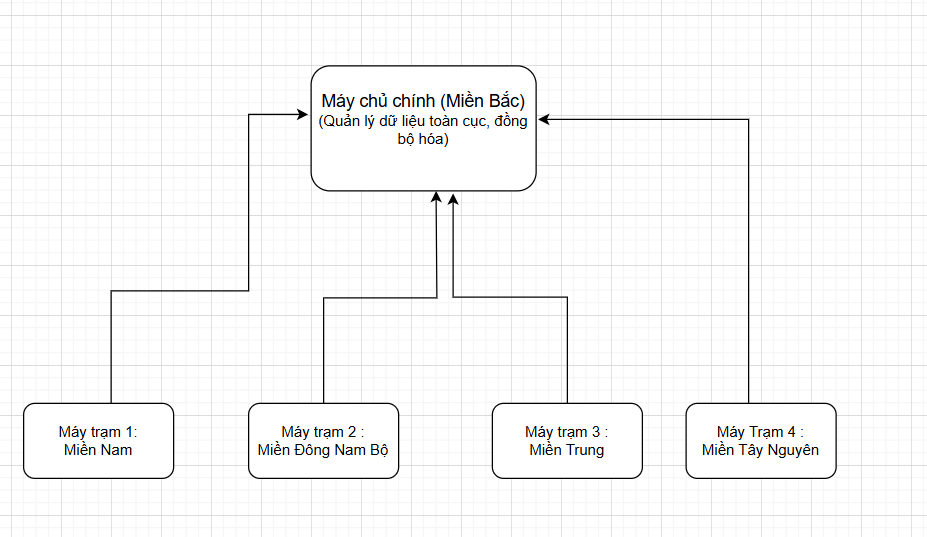 Máy chủ chính (Miền Bắc)
(Quản lý dữ liệu toàn cục, đồng
bộ hóa)
Máy trạm 1:
Miền Nam
Máy trạm 2 :
Miền Đông Nam Bộ
Máy trạm 3 :
Miền Trung
Máy Trạm 4 :
Miền Tây Nguyên